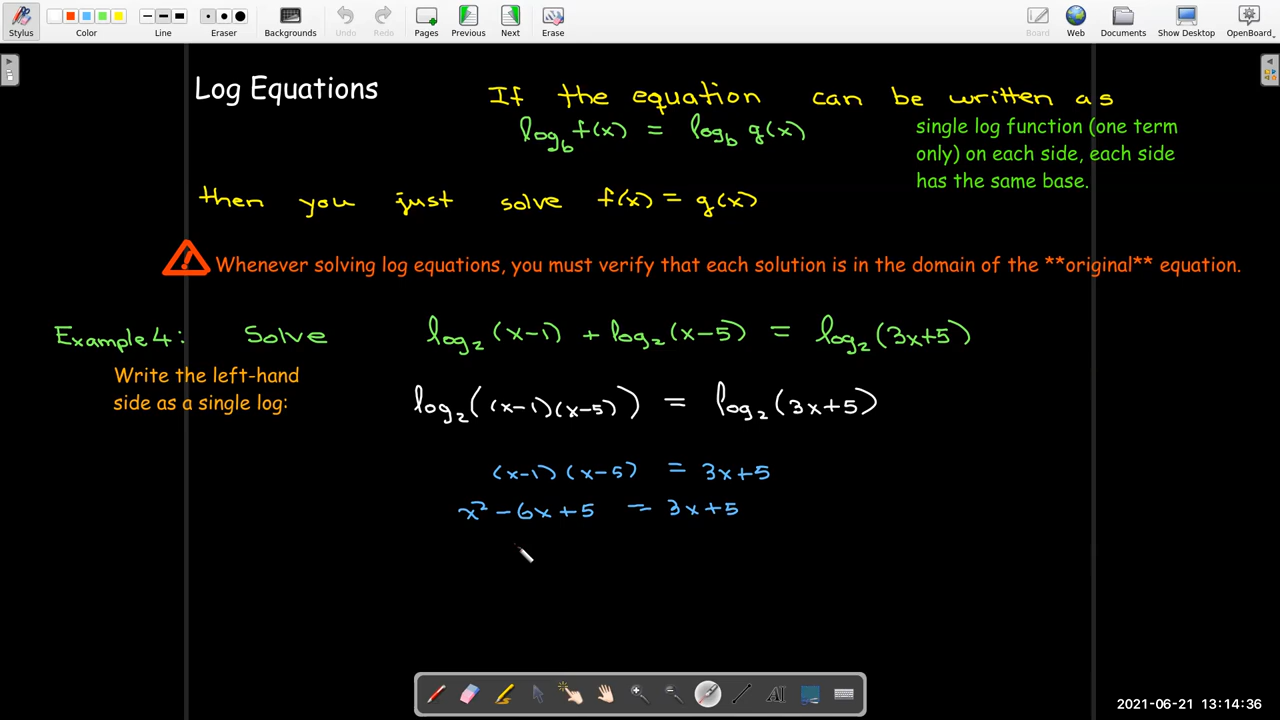 Stylus Color Line Eraser Backgrounds Undo Redo Pages Previous Next Erase Board Web Documents Show Desktop OpenBoard
Log Equations
If the equation can be written as
log_b f(x) = log_b g(x)
single log function (one term
only) on each side, each side
has the same base.
then you just solve f(x) = g(x)
Whenever solving log equations, you must verify that each solution is in the domain of the **original** equation.
Example 4: Solve log₂(x-1) + log₂(x-5) = log₂(3x+5)
Write the left-hand
side as a single log:
log₂((x-1)(x-5)) = log₂(3x+5)
(x-1)(x-5) = 3x+5
x² - 6x + 5 = 3x+5
2021-06-21 13:14:36